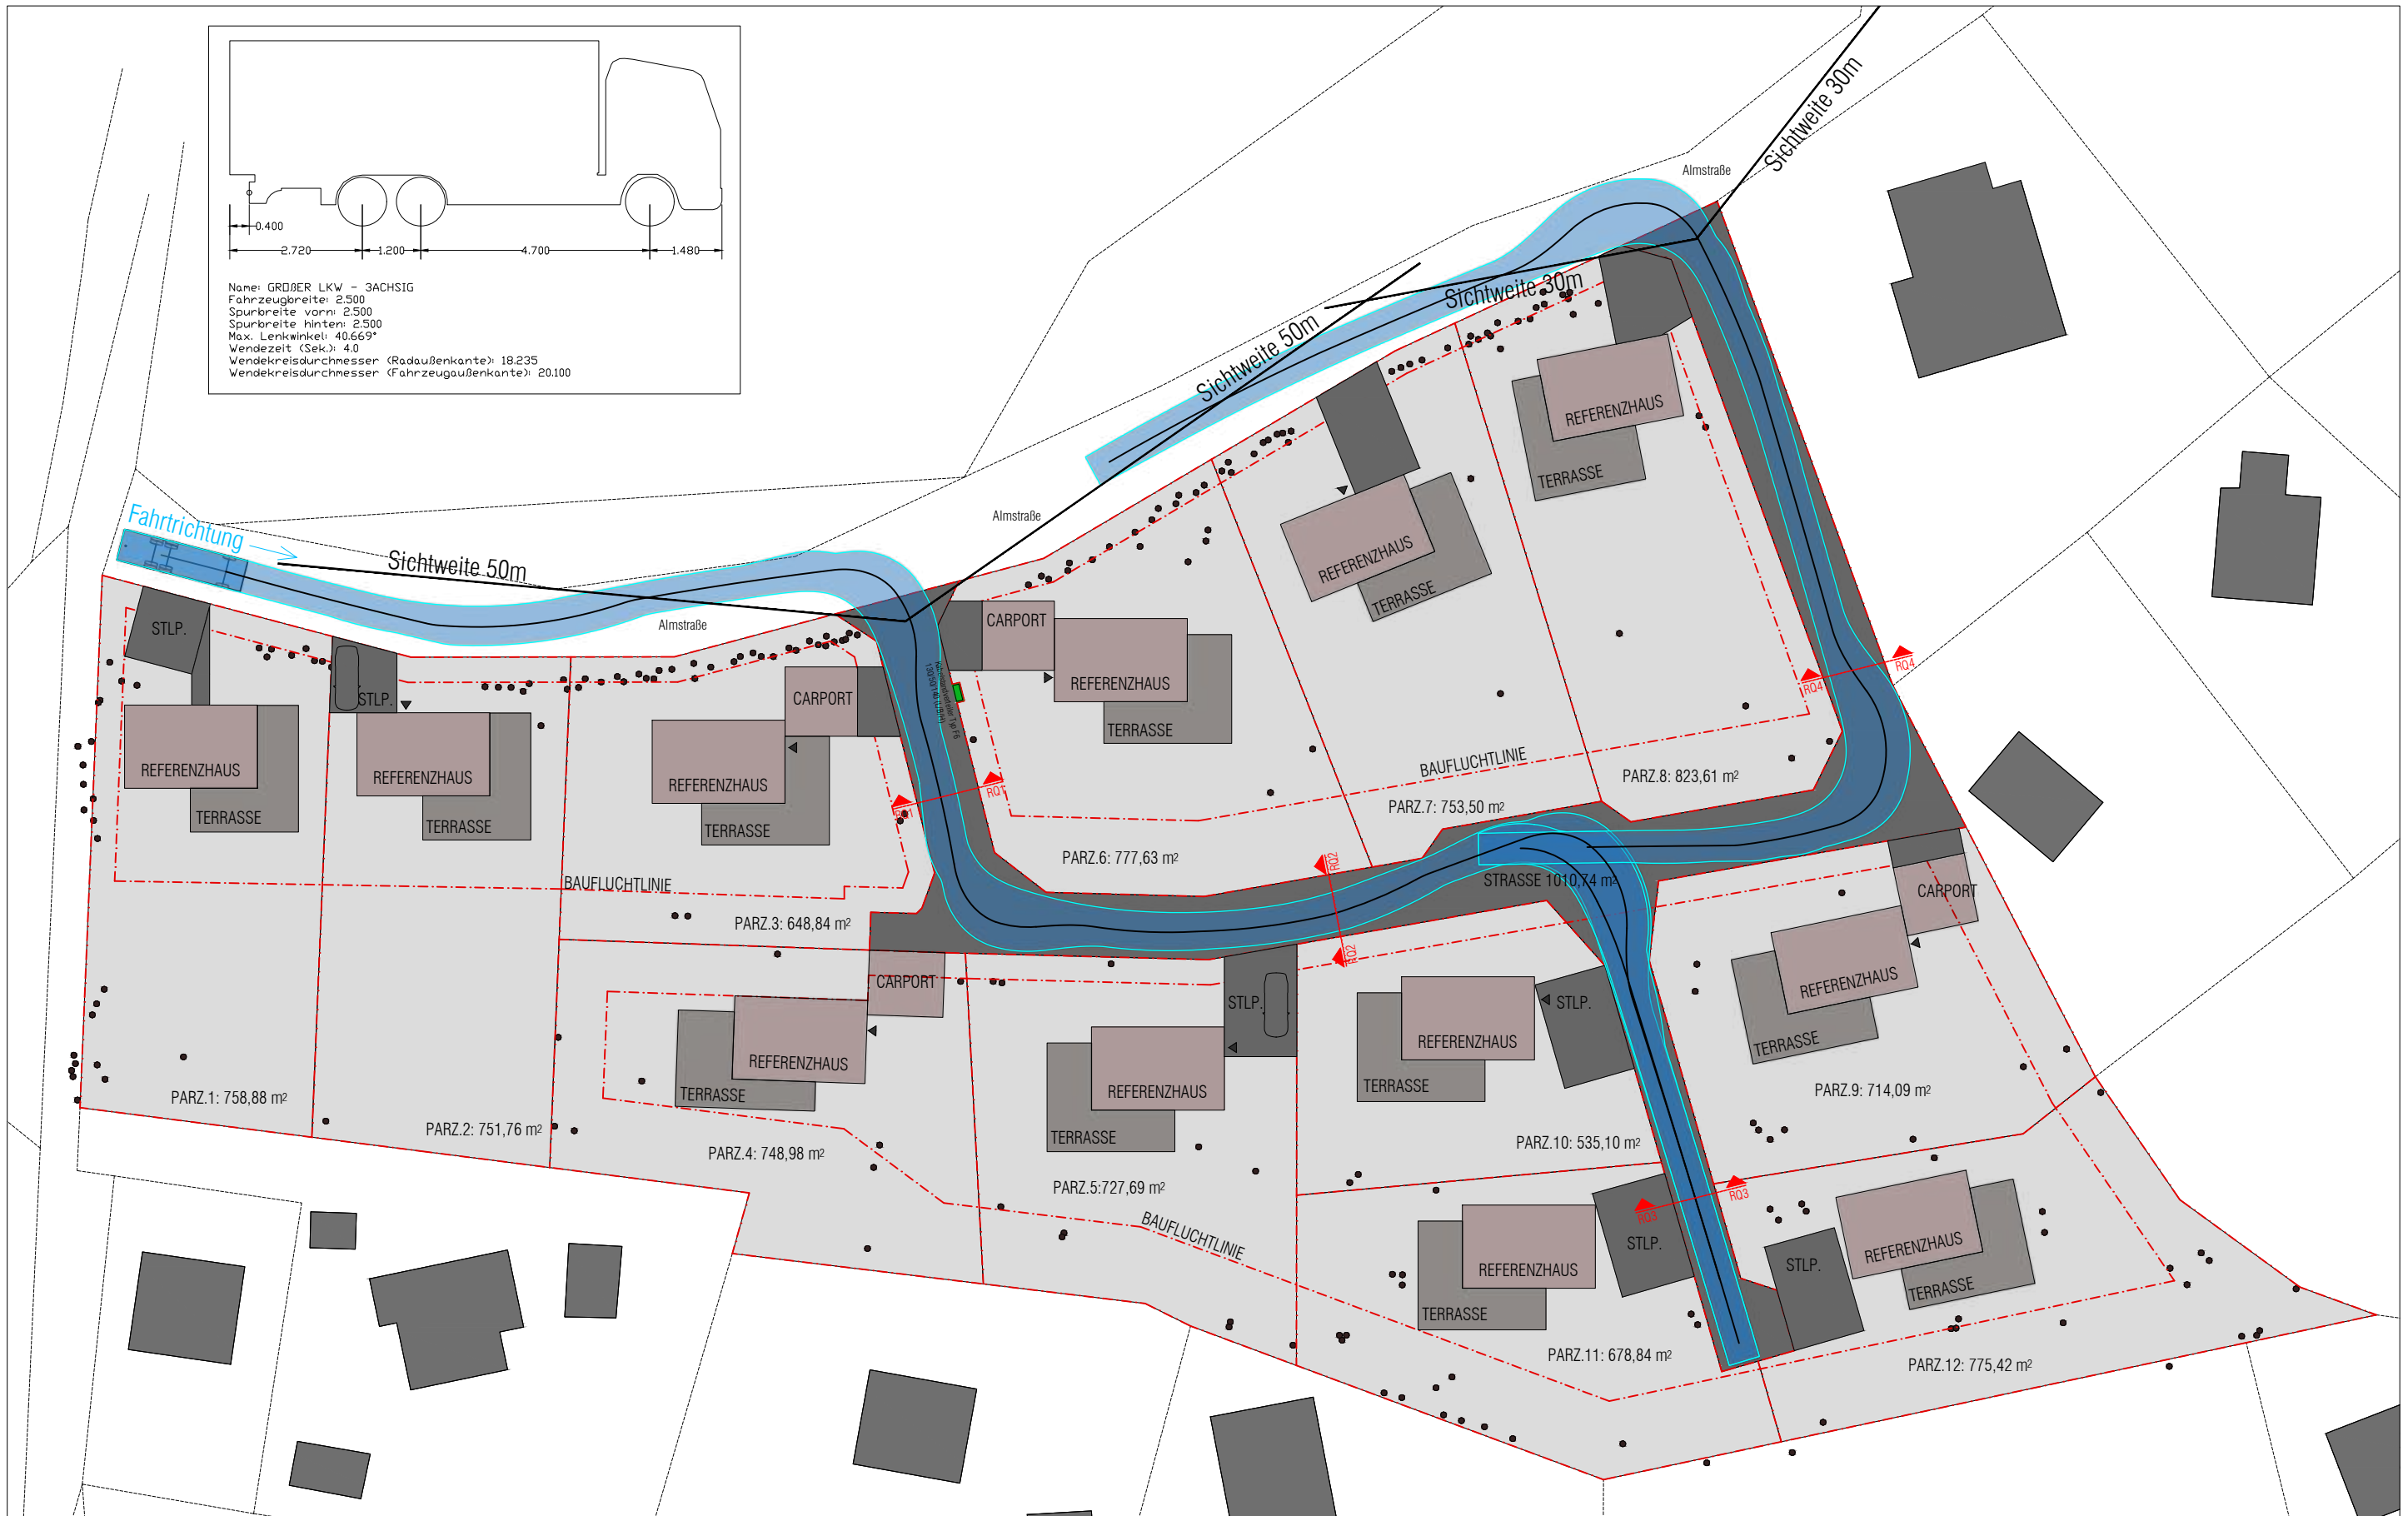 0.400
2.720
1.200
4.700
1.480
Name: GROßER LKW - 3ACHSIG
Fahrzeugbreite: 2.500
Spurbreite vorn: 2.500
Spurbreite hinten: 2.500
Max. Lenkwinkel: 40.669°
Wendezeit (Sek.): 4.0
Wendekreisdurchmesser (Radaußenkante): 18.235
Wendekreisdurchmesser (Fahrzeugaußenkante): 20.100
Sichtweite 30m
Almstraße
Sichtweite 30m
Sichtweite 50m
Almstraße
Fahrtrichtung
Sichtweite 50m
Almstraße
STLP.
REFERENZHAUS
TERRASSE
STLP.
REFERENZHAUS
TERRASSE
CARPORT
REFERENZHAUS
TERRASSE
CARPORT
REFERENZHAUS
TERRASSE
REFERENZHAUS
TERRASSE
REFERENZHAUS
TERRASSE
RQ4
RQ4
RQ1
RQ1
BAUFLUCHTLINIE
PARZ.8: 823,61 m²
PARZ.7: 753,50 m²
PARZ.6: 777,63 m²
BAUFLUCHTLINIE
PARZ.3: 648,84 m²
RQ2
RQ2
STRASSE 1010,74 m²
CARPORT
REFERENZHAUS
TERRASSE
CARPORT
REFERENZHAUS
TERRASSE
STLP.
REFERENZHAUS
TERRASSE
STLP.
REFERENZHAUS
TERRASSE
PARZ.1: 758,88 m²
PARZ.2: 751,76 m²
PARZ.4: 748,98 m²
PARZ.5:727,69 m²
PARZ.10: 535,10 m²
PARZ.9: 714,09 m²
BAUFLUCHTLINIE
RQ3
RQ3
STLP.
REFERENZHAUS
TERRASSE
STLP.
REFERENZHAUS
TERRASSE
PARZ.11: 678,84 m²
PARZ.12: 775,42 m²